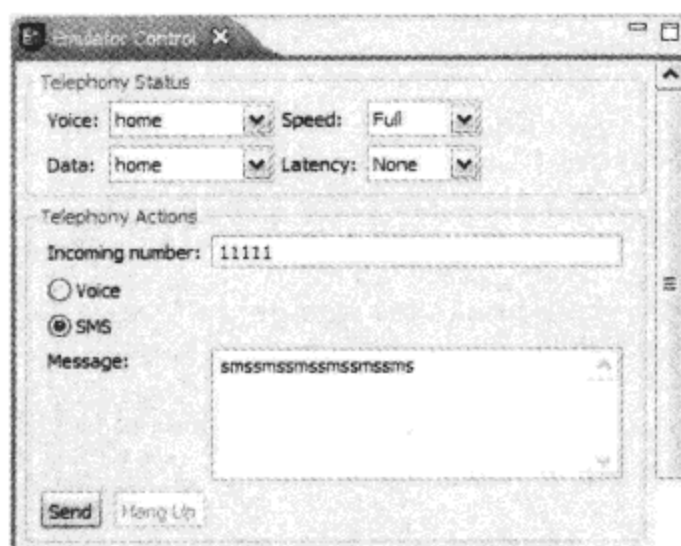 Emulator Control
Telephony Status
Voice: home Speed: Full
Data: home Latency: None
Telephony Actions
Incoming number: 11111
Voice
SMS
Message: smssmssmssmssmssms
Send Hang Up